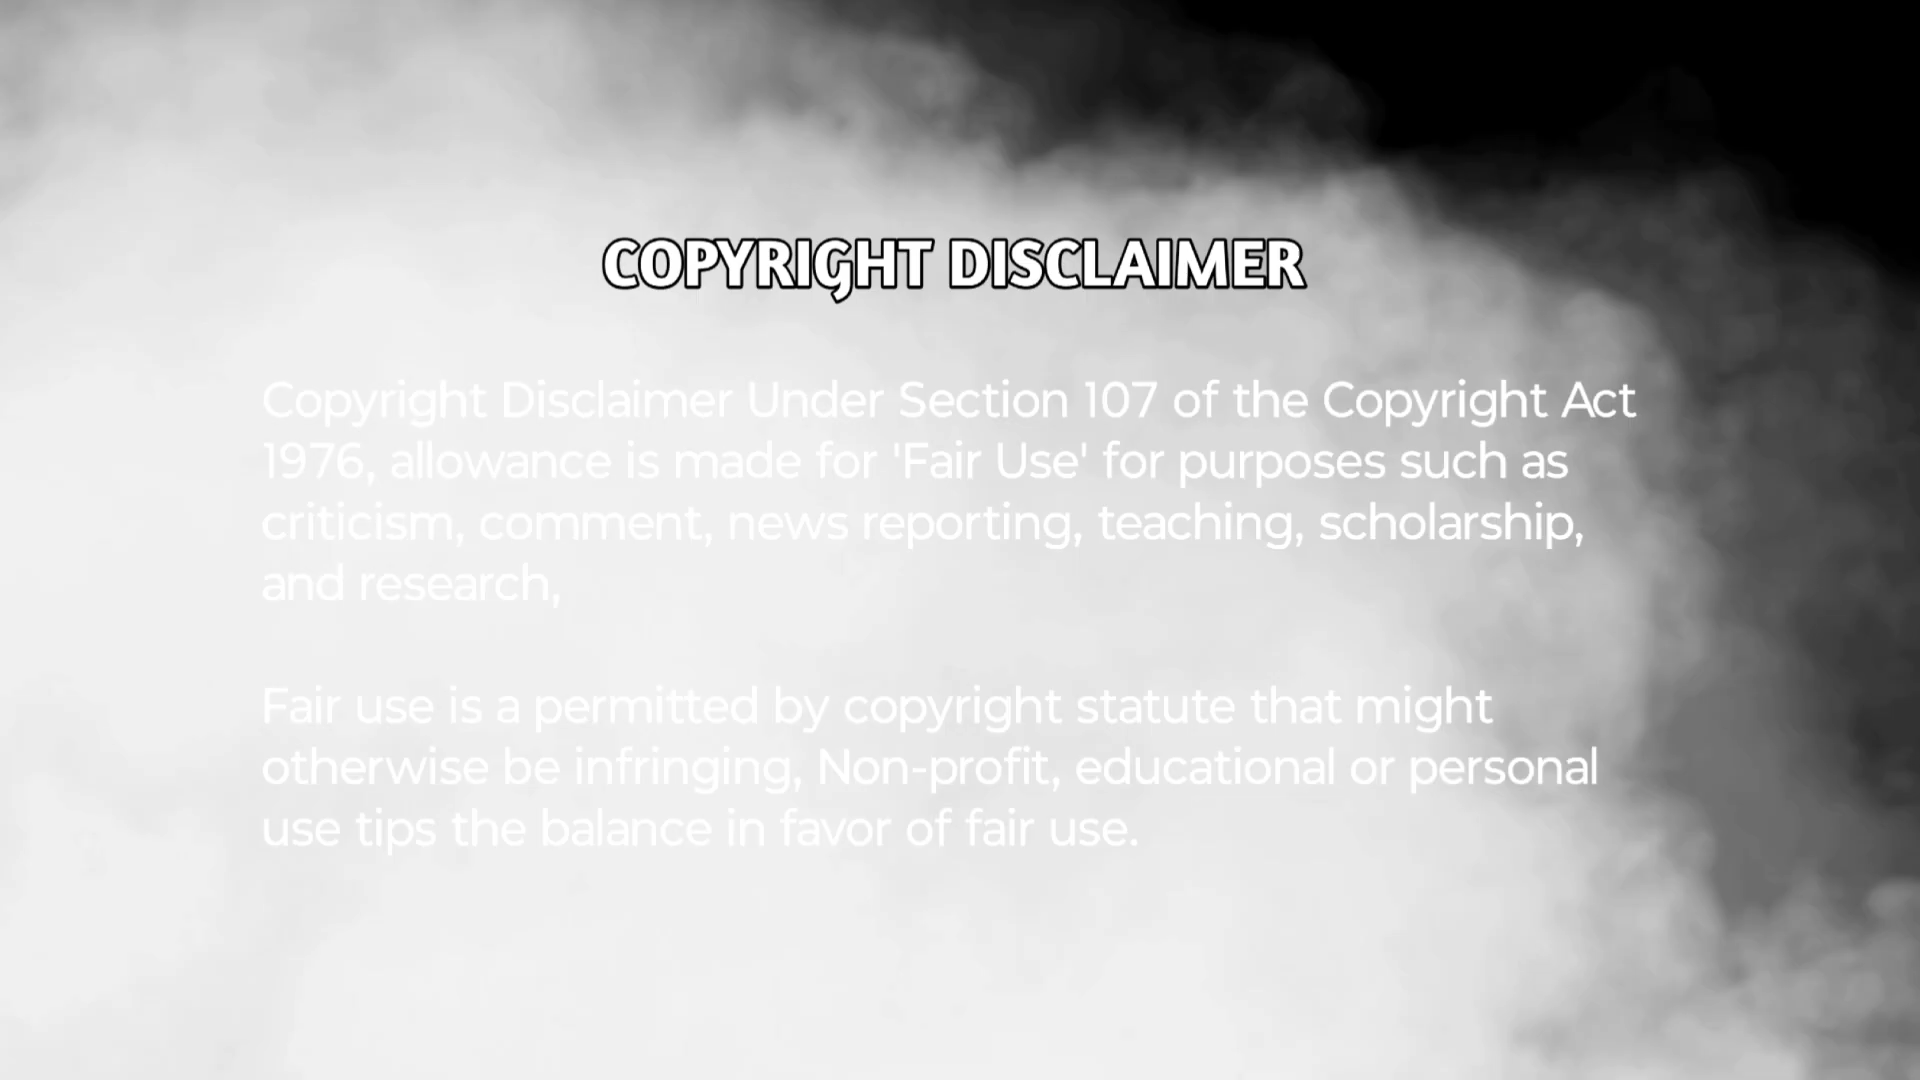 COPYRIGHT DISCLAIMER
Copyright Disclaimer Under Section 107 of the Copyright Act
1976, allowance is made for 'Fair Use' for purposes such as
criticism, comment, news reporting, teaching, scholarship,
and research,
Fair use is a permitted by copyright statute that might
otherwise be infringing, Non-profit, educational or personal
use tips the balance in favor of fair use.